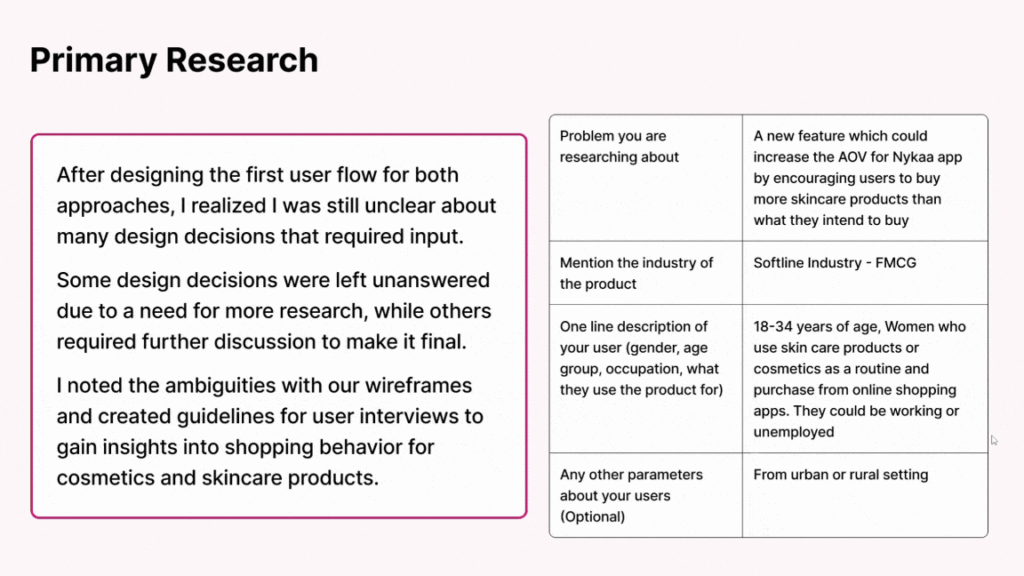 Primary Research
After designing the first user flow for both
approaches, I realized I was still unclear about
many design decisions that required input.
Some design decisions were left unanswered
due to a need for more research, while others
required further discussion to make it final.
I noted the ambiguities with our wireframes
and created guidelines for user interviews to
gain insights into shopping behavior for
cosmetics and skincare products.
Problem you are
researching about
A new feature which could
increase the AOV for Nykaa app
by encouraging users to buy
more skincare products than
what they intend to buy
Mention the industry of
the product
Softline Industry - FMCG
One line description of
your user (gender, age
group, occupation, what
they use the product for)
18-34 years of age, Women who
use skin care products or
cosmetics as a routine and
purchase from online shopping
apps. They could be working or
unemployed
Any other parameters
about your users
(Optional)
From urban or rural setting